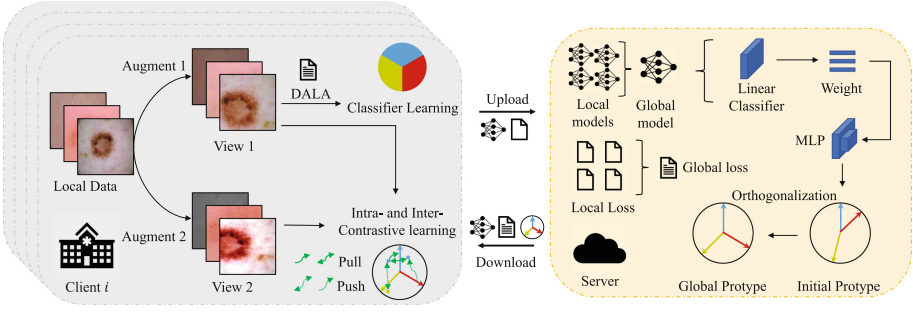 Augment 1
DALA
Classifier Learning
View 1
Local Data
Augment 2
View 2
Intra- and Inter-
Contrastive learning
Pull
Push
Client i
Upload
Download
Local
models
Global
model
Linear
Classifier
Weight
MLP
Global loss
Local Loss
Orthogonalization
Server
Global Protype
Initial Protype